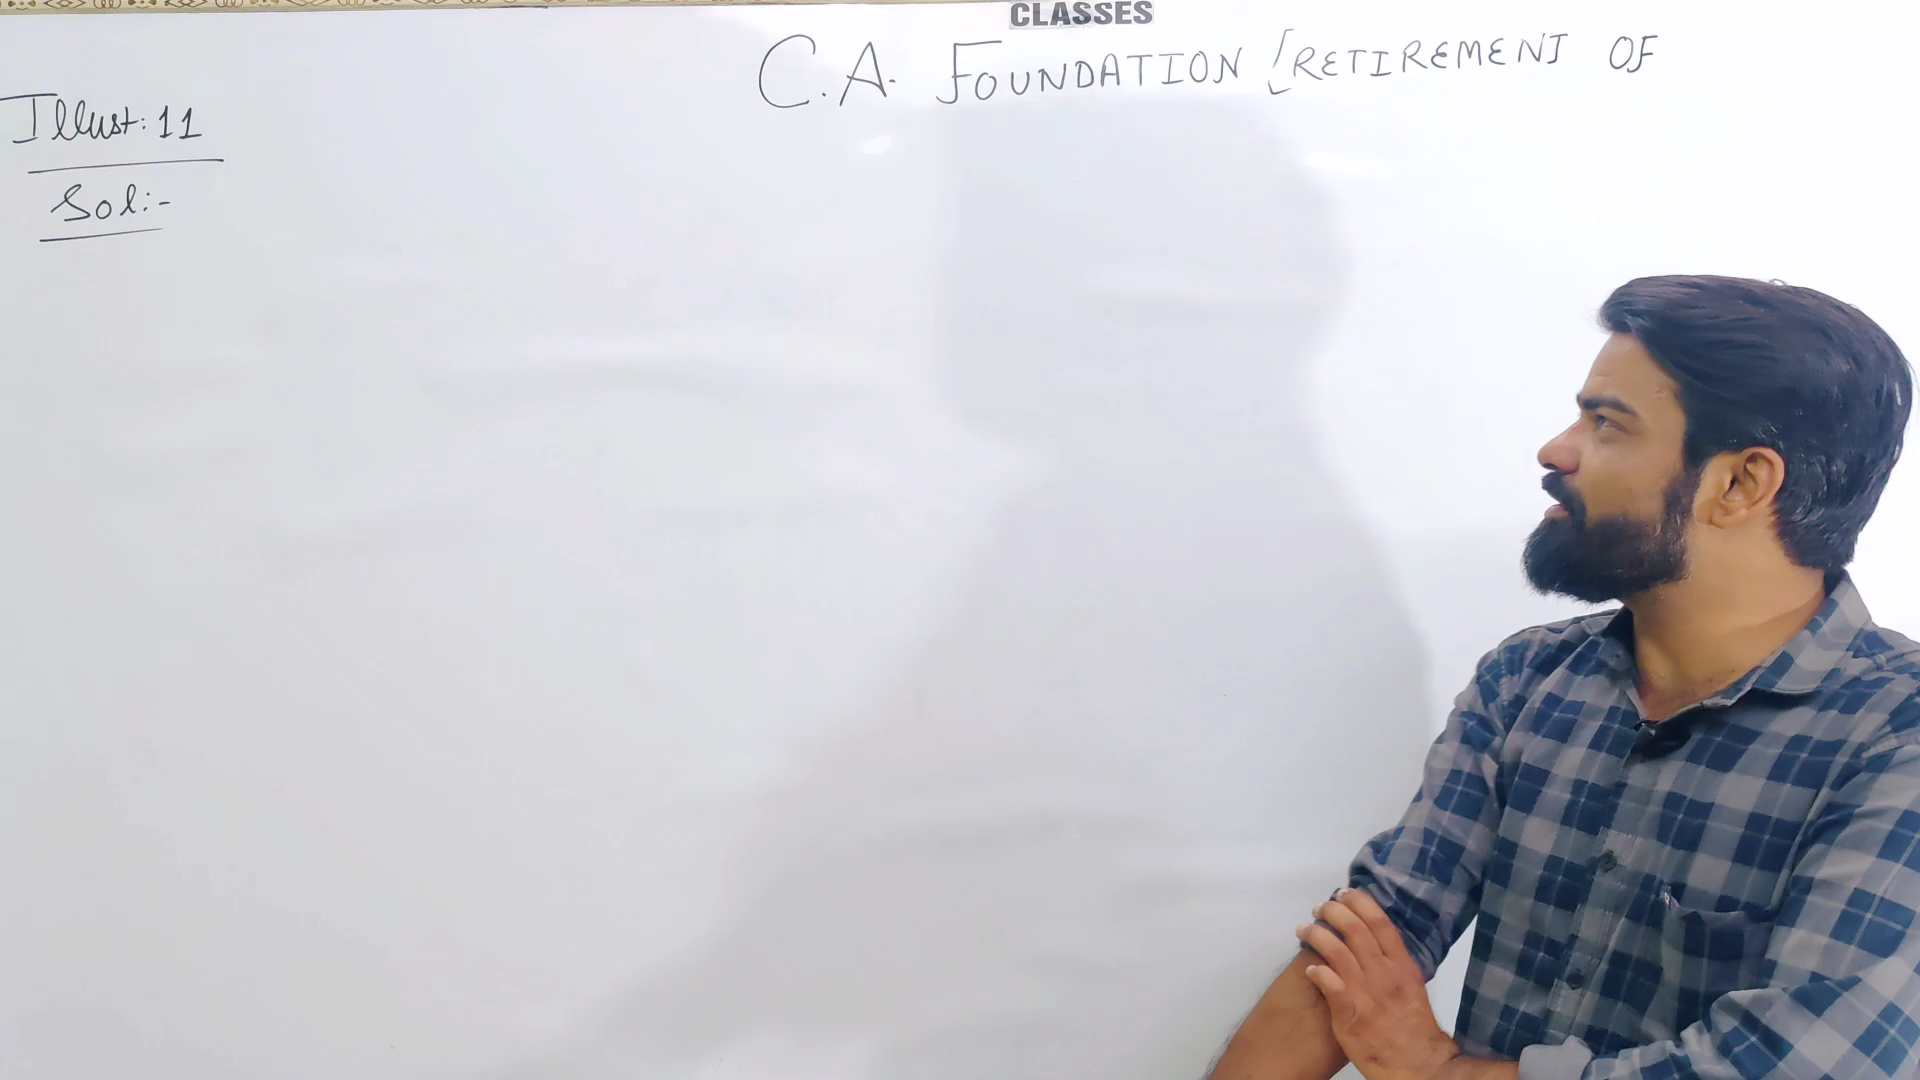 CLASSES
C.A. FOUNDATION [RETIREMENT OF
Illust: 11
Sol:-